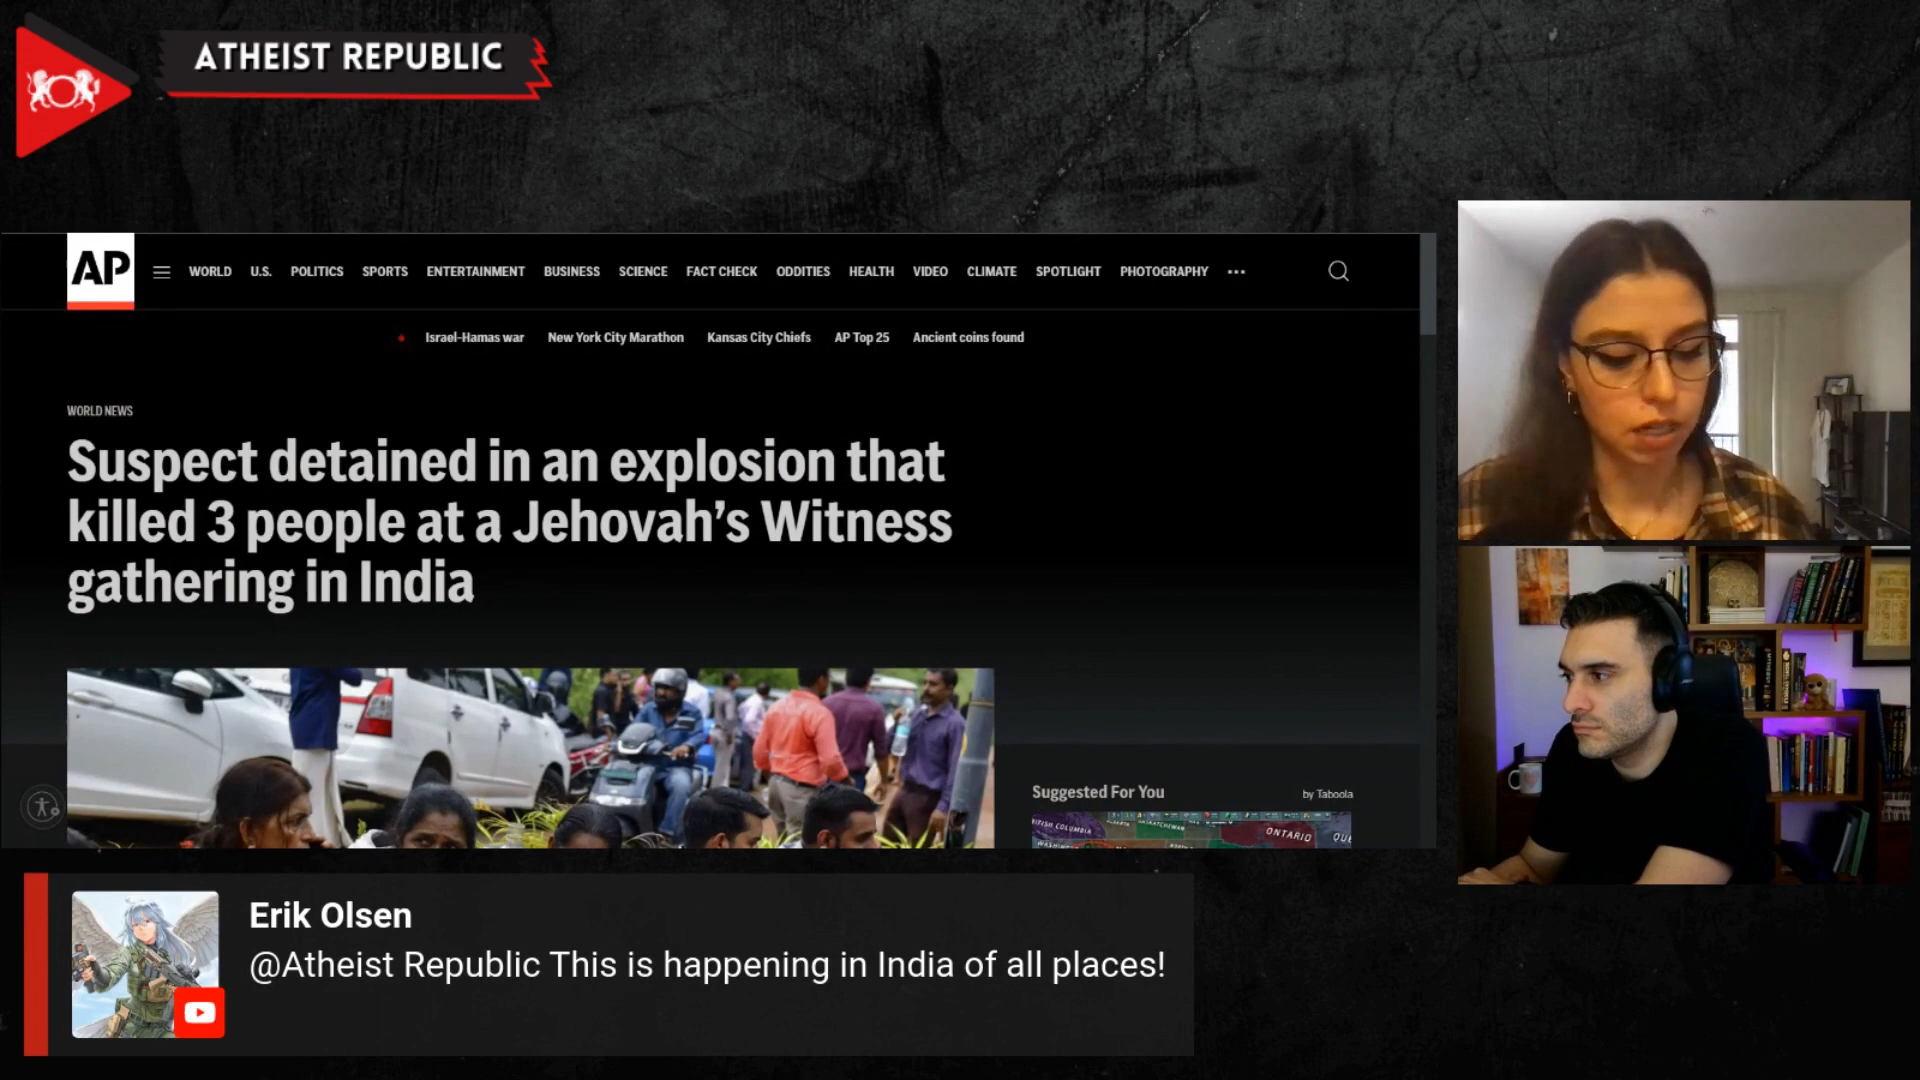 ATHEIST REPUBLIC
AP
WORLD U.S. POLITICS SPORTS ENTERTAINMENT BUSINESS SCIENCE FACT CHECK ODDITIES HEALTH VIDEO CLIMATE SPOTLIGHT PHOTOGRAPHY
Israel-Hamas war New York City Marathon Kansas City Chiefs AP Top 25 Ancient coins found
WORLD NEWS
Suspect detained in an explosion that
killed 3 people at a Jehovah's Witness
gathering in India
Suggested For You by Taboola
SASKATCHEWAN
ONTARIO
Erik Olsen
@Atheist Republic This is happening in India of all places!